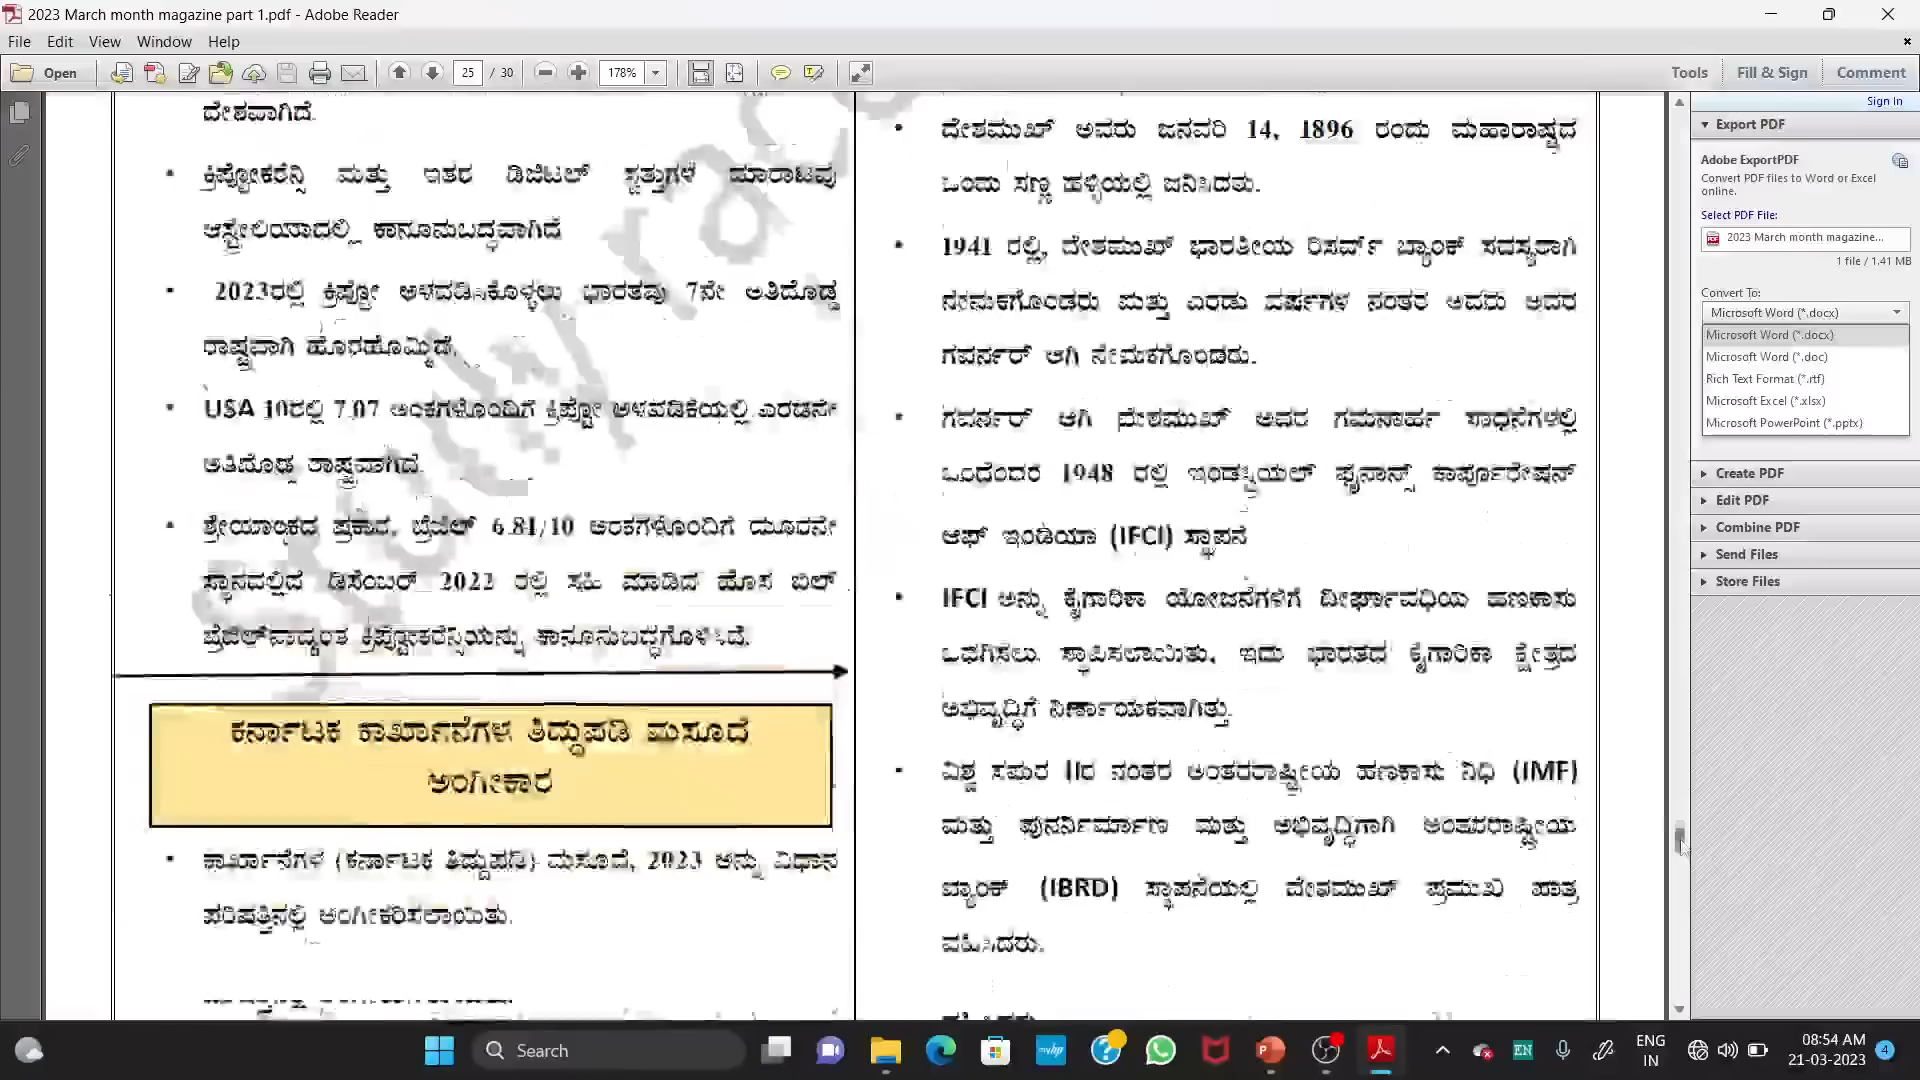 2023 March month magazine part 1.pdf - Adobe Reader
File Edit View Window Help
Open 25 / 30 178% Tools Fill & Sign Comment
ದೇಶವಾಗಿದೆ.
ಕ್ರಿಪ್ಟೋಕರೆನ್ಸಿ ಮತ್ತು ಇತರ ಡಿಜಿಟಲ್ ಸ್ವತ್ತುಗಳ ಮಾರಾಟವು
ಆಸ್ಟ್ರೇಲಿಯಾದಲ್ಲಿ ಕಾನೂನುಬದ್ಧವಾಗಿದೆ
2023ರಲ್ಲಿ ಕ್ರಿಪ್ಟೋ ಅಳವಡಿಸಿಕೊಳ್ಳಲು ಭಾರತವು 7ನೇ ಅತಿದೊಡ್ಡ
ರಾಷ್ಟ್ರವಾಗಿ ಹೊರಹೊಮ್ಮಿದೆ.
USA 10ರಲ್ಲಿ 7.07 ಅಂಕಗಳೊಂದಿಗೆ ಕ್ರಿಪ್ಟೋ ಅಳವಡಿಕೆಯಲ್ಲಿ ಎರಡನೇ
ಅತಿದೊಡ್ಡ ರಾಷ್ಟ್ರವಾಗಿದೆ.
ಶ್ರೇಯಾಂಕದ ಪ್ರಕಾರ, ಬ್ರೆಜಿಲ್ 6.81/10 ಅಂಕಗಳೊಂದಿಗೆ ಮೂರನೇ
ಸ್ಥಾನದಲ್ಲಿದೆ ಡಿಸೆಂಬರ್ 2022 ರಲ್ಲಿ ಸಹಿ ಮಾಡಿದ ಹೊಸ ಬಿಲ್
ಬ್ರೆಜಿಲ್‌ನಾದ್ಯಂತ ಕ್ರಿಪ್ಟೋಕರೆನ್ಸಿಯನ್ನು ಕಾನೂನುಬದ್ಧಗೊಳಿಸಿದೆ.
ಕರ್ನಾಟಕ ಕಾರ್ಖಾನೆಗಳ ತಿದ್ದುಪಡಿ ಮಸೂದೆ
ಅಂಗೀಕಾರ
ಕಾರ್ಖಾನೆಗಳ (ಕರ್ನಾಟಕ ತಿದ್ದುಪಡಿ) ಮಸೂದೆ, 2023 ಅನ್ನು ವಿಧಾನ
ಪರಿಷತ್ತಿನಲ್ಲಿ ಅಂಗೀಕರಿಸಲಾಯಿತು.
ದೇಶಮುಖ್ ಅವರು ಜನವರಿ 14, 1896 ರಂದು ಮಹಾರಾಷ್ಟ್ರದ
ಒಂದು ಸಣ್ಣ ಹಳ್ಳಿಯಲ್ಲಿ ಜನಿಸಿದರು.
1941 ರಲ್ಲಿ, ದೇಶಮುಖ್ ಭಾರತೀಯ ರಿಸರ್ವ್ ಬ್ಯಾಂಕ್ ಸದಸ್ಯರಾಗಿ
ನೇಮಕಗೊಂಡರು ಮತ್ತು ಎರಡು ವರ್ಷಗಳ ನಂತರ ಅವರು ಅದರ
ಗವರ್ನರ್ ಆಗಿ ನೇಮಕಗೊಂಡರು.
ಗವರ್ನರ್ ಆಗಿ ದೇಶಮುಖ್ ಅವರ ಗಮನಾರ್ಹ ಸಾಧನೆಗಳಲ್ಲಿ
ಒಂದೆಂದರೆ 1948 ರಲ್ಲಿ ಇಂಡಸ್ಟ್ರಿಯಲ್ ಫೈನಾನ್ಸ್ ಕಾರ್ಪೊರೇಷನ್
ಆಫ್ ಇಂಡಿಯಾ (IFCI) ಸ್ಥಾಪನೆ
IFCI ಅನ್ನು ಕೈಗಾರಿಕಾ ಯೋಜನೆಗಳಿಗೆ ದೀರ್ಘಾವಧಿಯ ಹಣಕಾಸು
ಒದಗಿಸಲು ಸ್ಥಾಪಿಸಲಾಯಿತು, ಇದು ಭಾರತದ ಕೈಗಾರಿಕಾ ಕ್ಷೇತ್ರದ
ಅಭಿವೃದ್ಧಿಗೆ ನಿರ್ಣಾಯಕವಾಗಿತ್ತು.
ವಿಶ್ವ ಸಮರ IIರ ನಂತರ ಅಂತರರಾಷ್ಟ್ರೀಯ ಹಣಕಾಸು ನಿಧಿ (IMF)
ಮತ್ತು ಪುನರ್ನಿರ್ಮಾಣ ಮತ್ತು ಅಭಿವೃದ್ಧಿಗಾಗಿ ಅಂತರರಾಷ್ಟ್ರೀಯ
ಬ್ಯಾಂಕ್ (IBRD) ಸ್ಥಾಪನೆಯಲ್ಲಿ ದೇಶಮುಖ್ ಪ್ರಮುಖ ಪಾತ್ರ
ವಹಿಸಿದರು.
Sign In
Export PDF
Adobe ExportPDF
Convert PDF files to Word or Excel
online.
Select PDF File:
2023 March month magazine...
1 file / 1.41 MB
Convert To:
Microsoft Word (*.docx)
Microsoft Word (*.docx)
Microsoft Word (*.doc)
Rich Text Format (*.rtf)
Microsoft Excel (*.xlsx)
Microsoft PowerPoint (*.pptx)
Create PDF
Edit PDF
Combine PDF
Send Files
Store Files
Search myhp EN ENG 08:54 AM
IN 21-03-2023 4